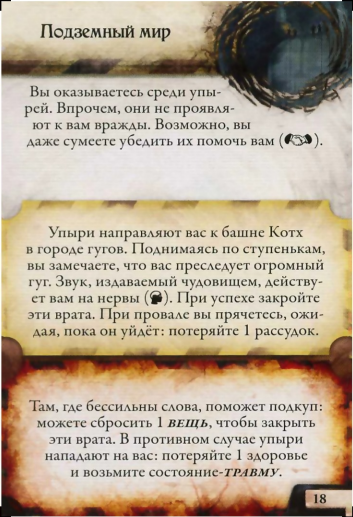 Подземный мир
Вы оказываетесь среди упы-
рей. Впрочем, они не проявля-
ют к вам вражды. Возможно, вы
даже сумеете убедить их помочь вам ( ).
Упыри направляют вас к башне Котх
в городе гугов. Поднимаясь по ступенькам,
вы замечаете, что вас преследует огромный
гуг. Звук, издаваемый чудовищем, действу-
ет вам на нервы ( ). При успехе закройте
эти врата. При провале вы прячетесь, ожи-
дая, пока он уйдёт: потеряйте 1 рассудок.
Там, где бессильны слова, поможет подкуп:
можете сбросить 1 ВЕЩЬ, чтобы закрыть
эти врата. В противном случае упыри
нападают на вас: потеряйте 1 здоровье
и возьмите состояние-ТРАВМУ.
18